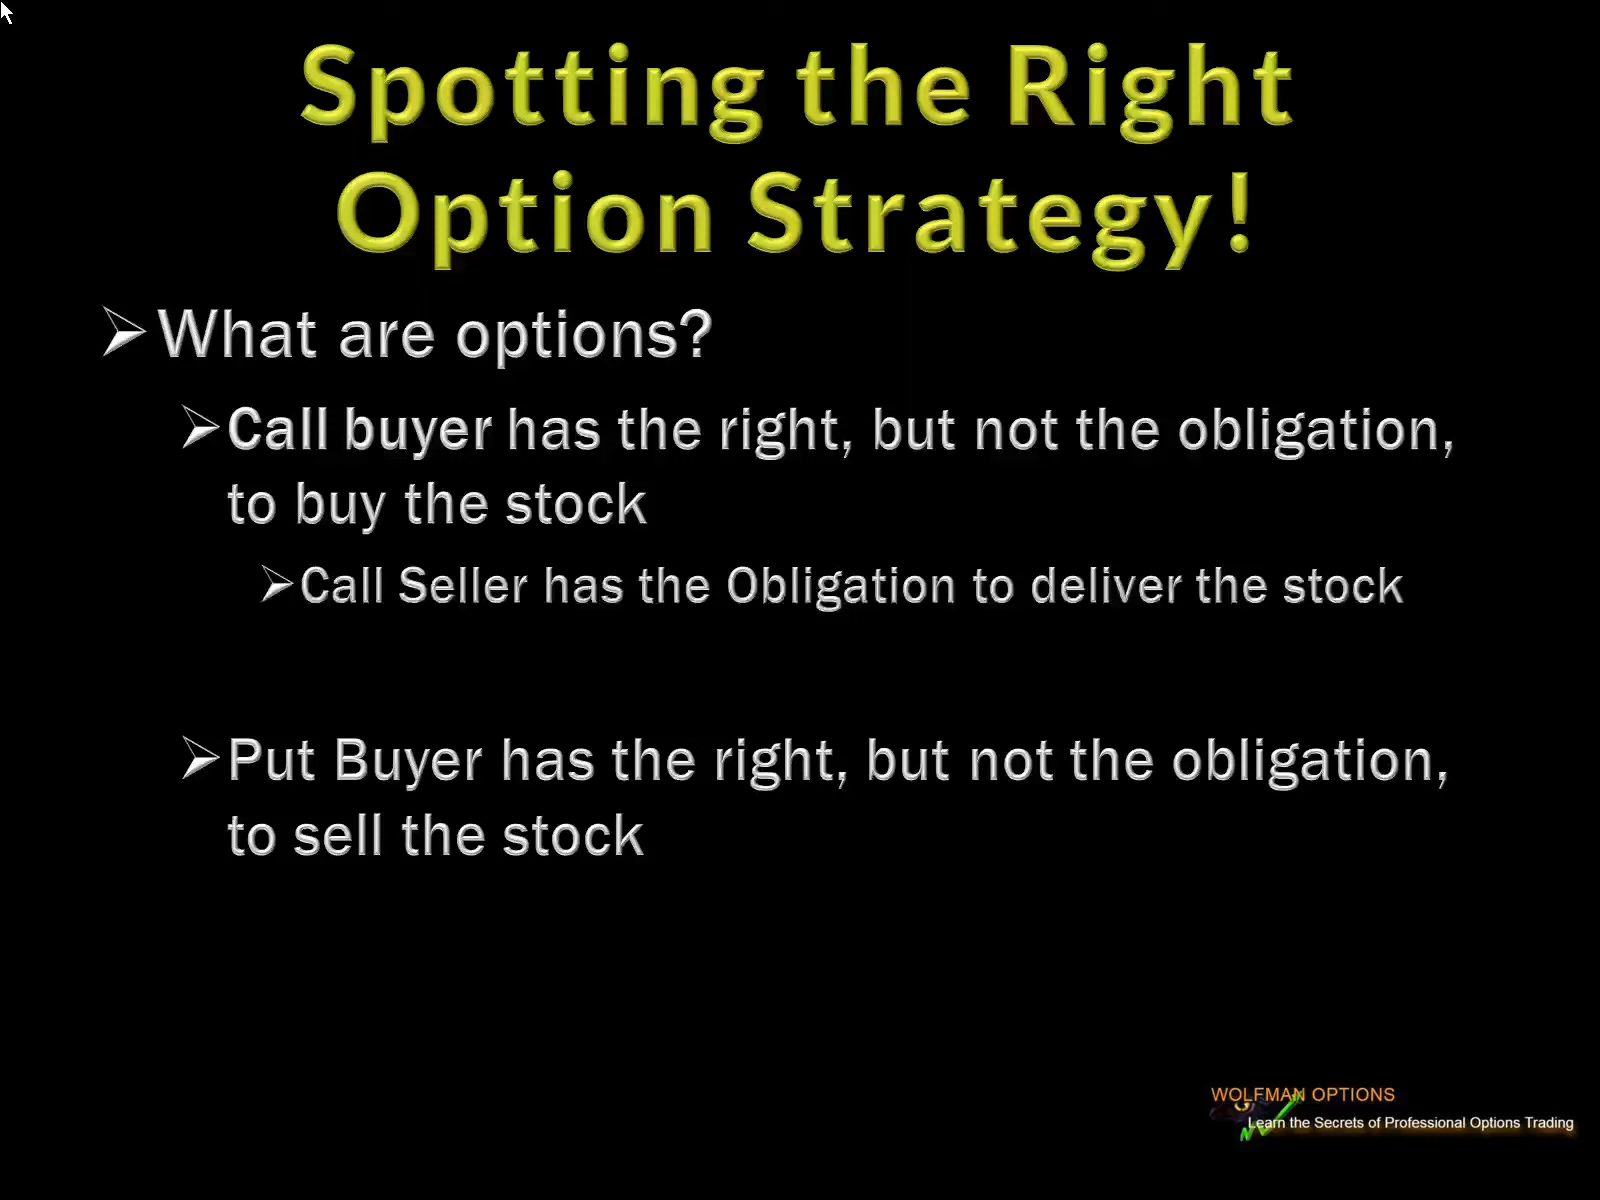 Spotting the Right
Option Strategy!
What are options?
Call buyer has the right, but not the obligation,
to buy the stock
Call Seller has the Obligation to deliver the stock
Put Buyer has the right, but not the obligation,
to sell the stock
WOLFMAN OPTIONS
Learn the Secrets of Professional Options Trading